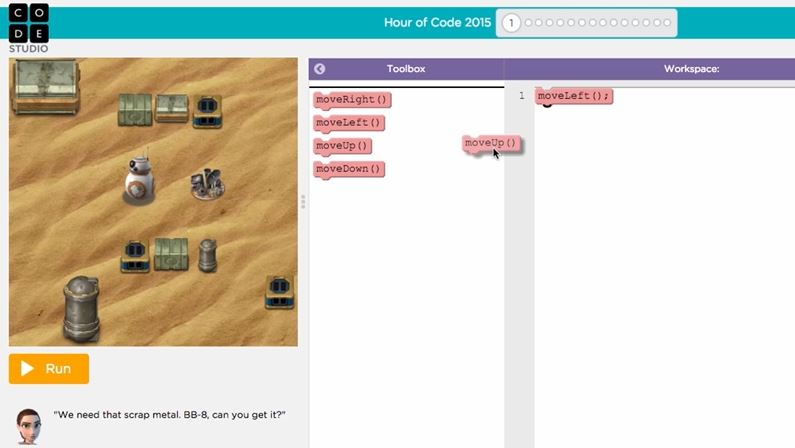 C O
D E
STUDIO
Hour of Code 2015
1
Toolbox
Workspace:
moveRight()
moveLeft()
moveUp()
moveDown()
moveUp()
1
moveLeft();
Run
"We need that scrap metal. BB-8, can you get it?"